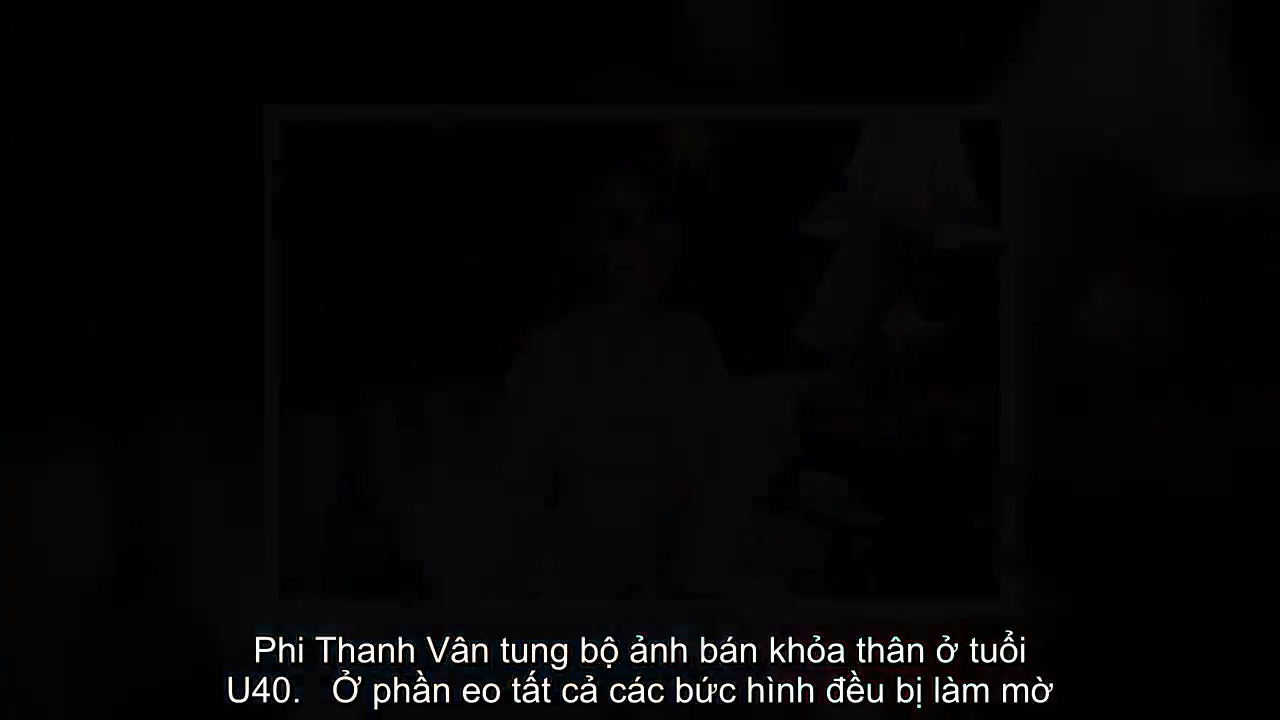 Phi Thanh Vân tung bộ ảnh bán khỏa thân ở tuổi
U40.   Ở phần eo tất cả các bức hình đều bị làm mờ